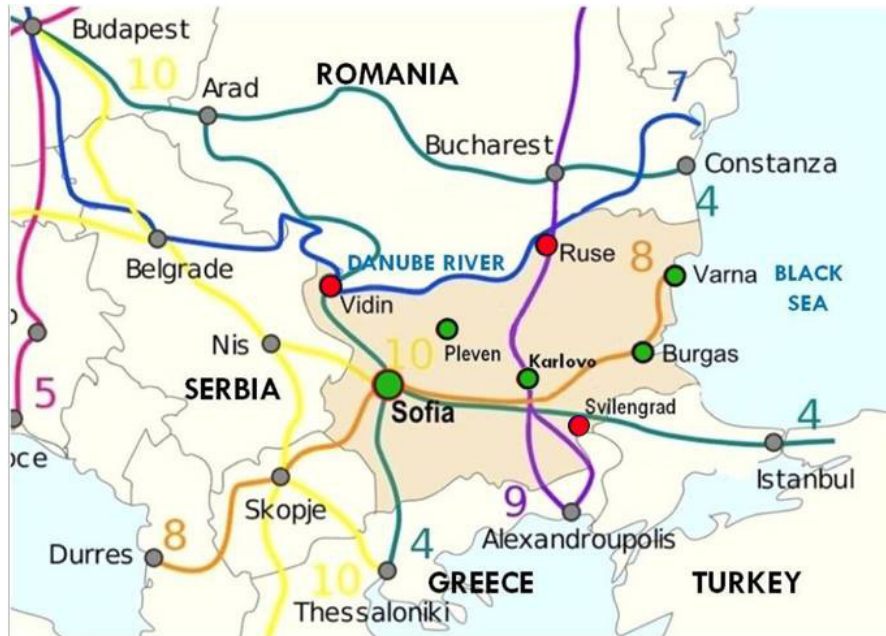 Budapest
10
Arad
ROMANIA
7
Bucharest
Constanza
4
Belgrade
DANUBE RIVER
Ruse
8
Varna
BLACK
SEA
Vidin
Nis
10
Pleven
Karlovo
Burgas
SERBIA
5
Sofia
Svilengrad
4
oce
Skopje
Istanbul
9
8
Durres
4
Alexandroupolis
10
GREECE
TURKEY
Thessaloniki